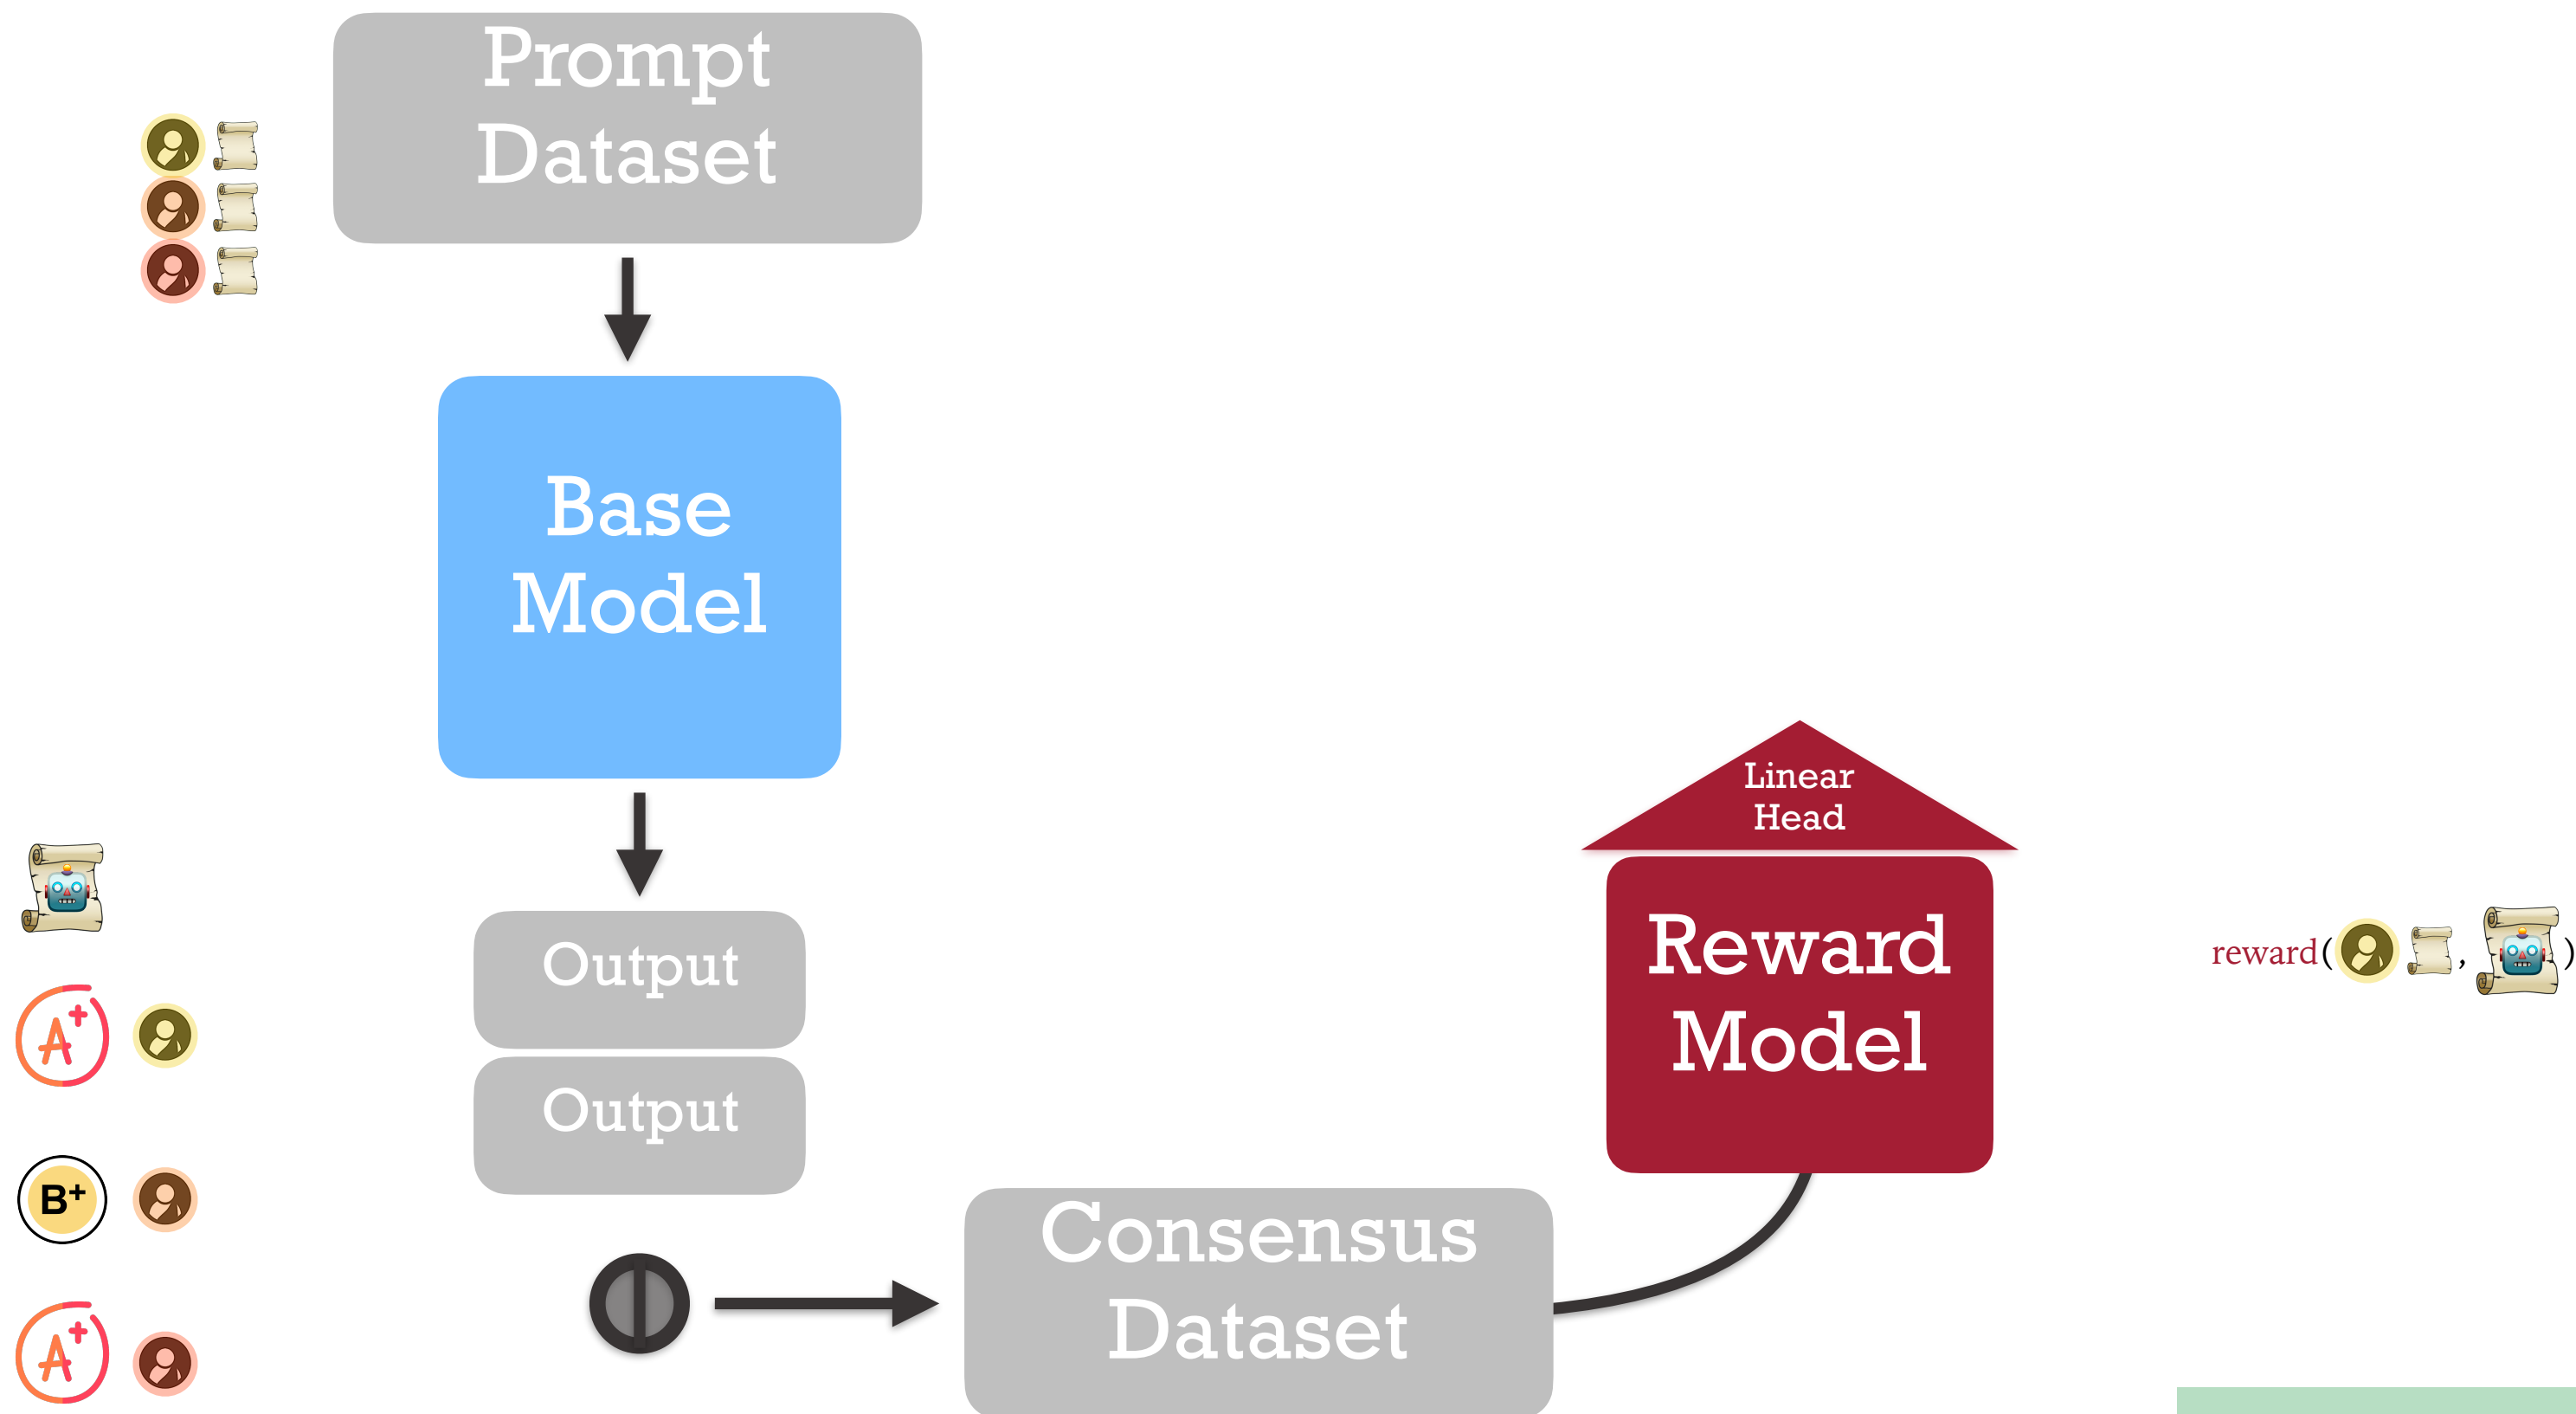 Prompt
Dataset
Base
Model
Linear
Head
Output
Reward
Model
reward( , )
A+
Output
B+
Consensus
Dataset
A+